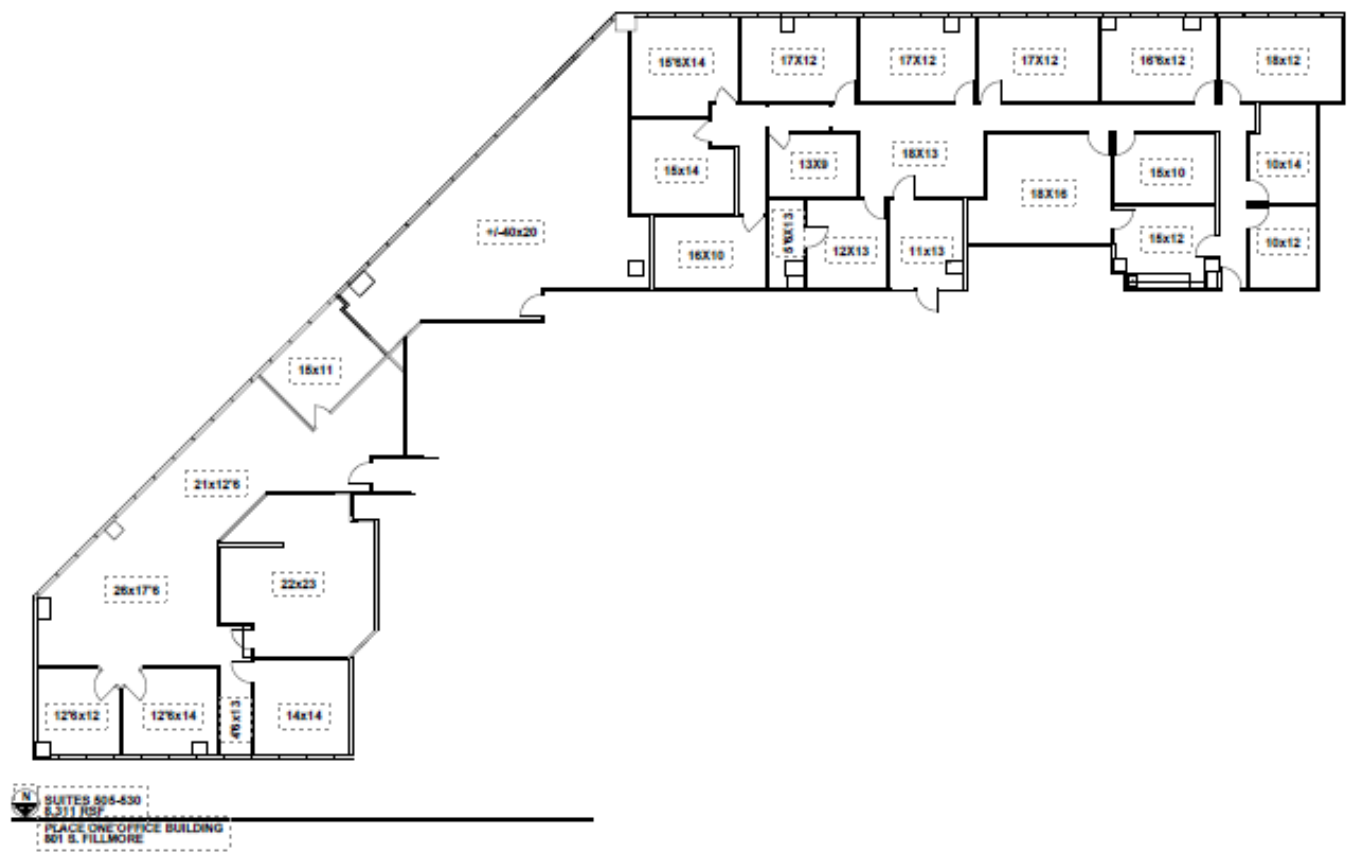 15'6X14
17X12
17X12
17X12
16'6x12
18x12
15x14
13X9
18X13
18X16
15x10
10x14
+/-40x20
16X10
5'6X13
12X13
11x13
15x12
10x12
15x11
21x12'6
26x17'6
22x23
12'6x12
12'6x14
4'6x13
14x14
N
SUITES 505-530
8,311 RSF
PLACE ONE OFFICE BUILDING
801 S. FILLMORE